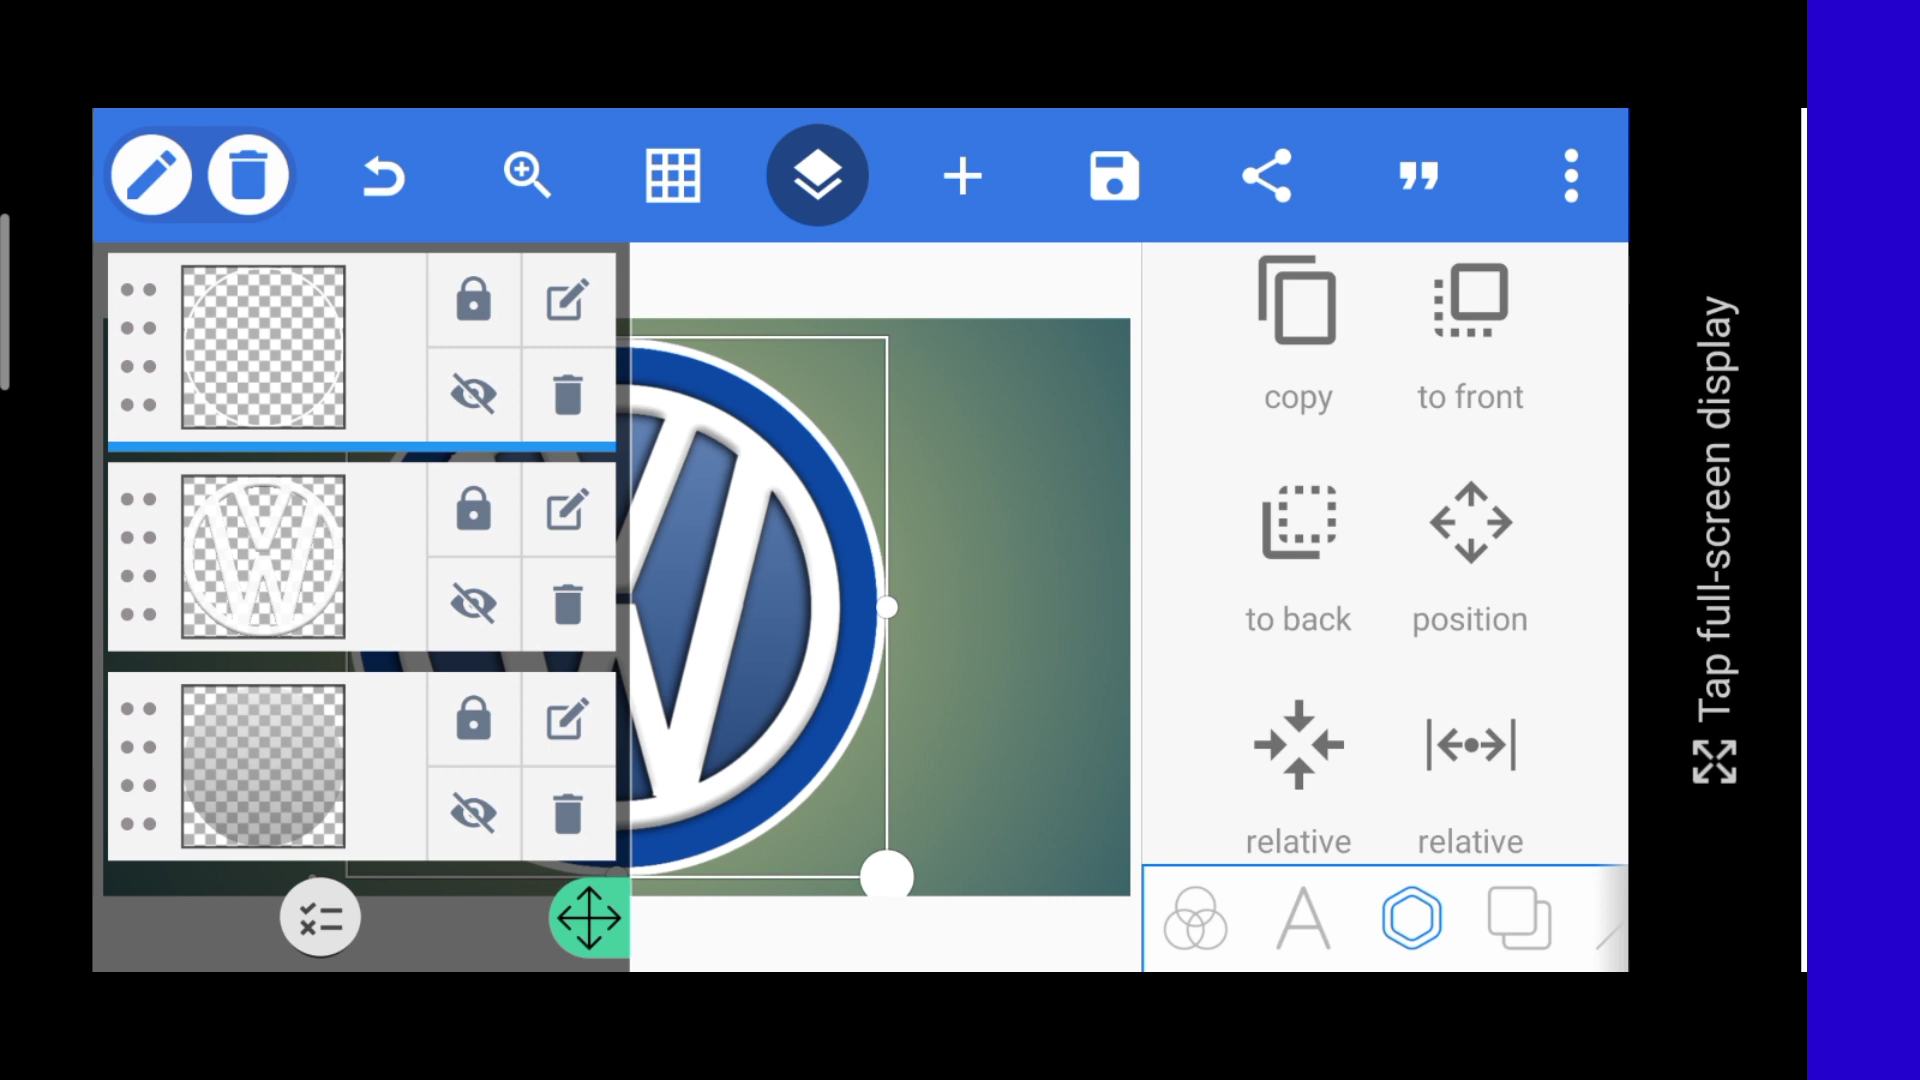 copy
to front
to back
position
relative
relative
Tap full-screen display